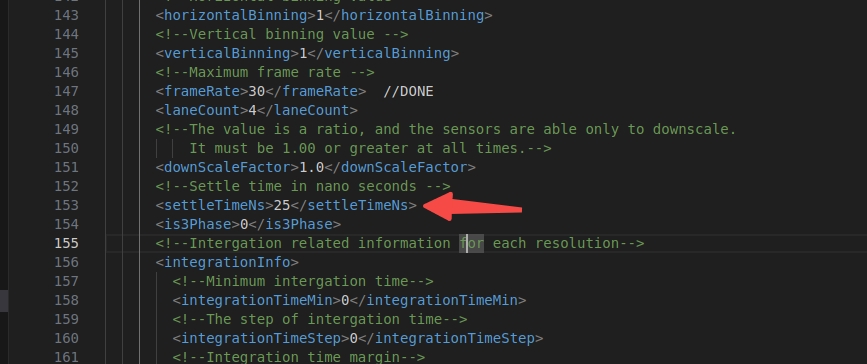 143 <horizontalBinning>1</horizontalBinning>
144 <!--Vertical binning value -->
145 <verticalBinning>1</verticalBinning>
146 <!--Maximum frame rate -->
147 <frameRate>30</frameRate>  //DONE
148 <laneCount>4</laneCount>
149 <!--The value is a ratio, and the sensors are able only to downscale.
150 It must be 1.00 or greater at all times.-->
151 <downScaleFactor>1.0</downScaleFactor>
152 <!--Settle time in nano seconds -->
153 <settleTimeNs>25</settleTimeNs>
154 <is3Phase>0</is3Phase>
155 <!--Intergation related information for each resolution-->
156 <integrationInfo>
157 <!--Minimum intergation time-->
158 <integrationTimeMin>0</integrationTimeMin>
159 <!--The step of intergation time-->
160 <integrationTimeStep>0</integrationTimeStep>
161 <!--Integration time margin-->